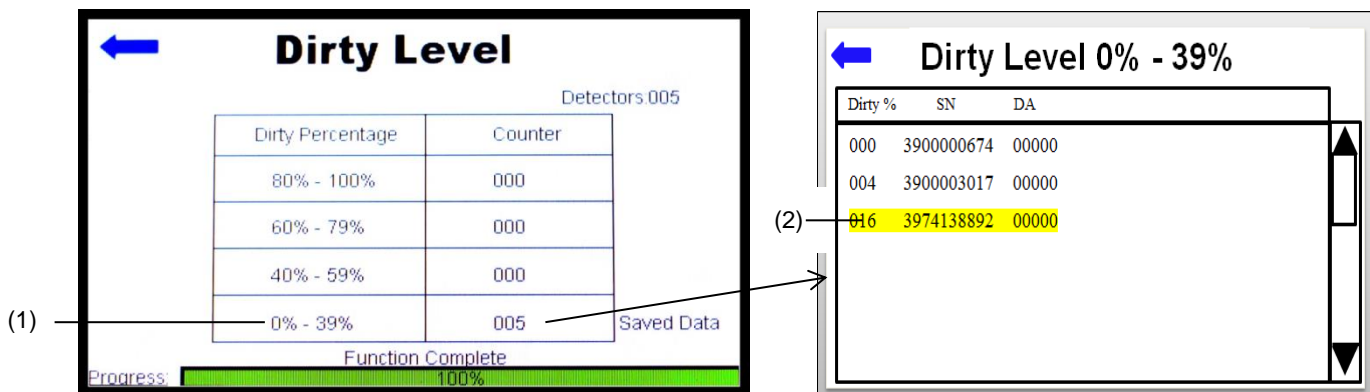 Dirty Level
Detectors:005
Dirty Percentage Counter
80% - 100% 000
60% - 79% 000
40% - 59% 000
(1) 0% - 39% 005 Saved Data
Function Complete
Progress: 100%
Dirty Level 0% - 39%
Dirty % SN DA
000 3900000674 00000
004 3900003017 00000
(2) 016 3974138892 00000